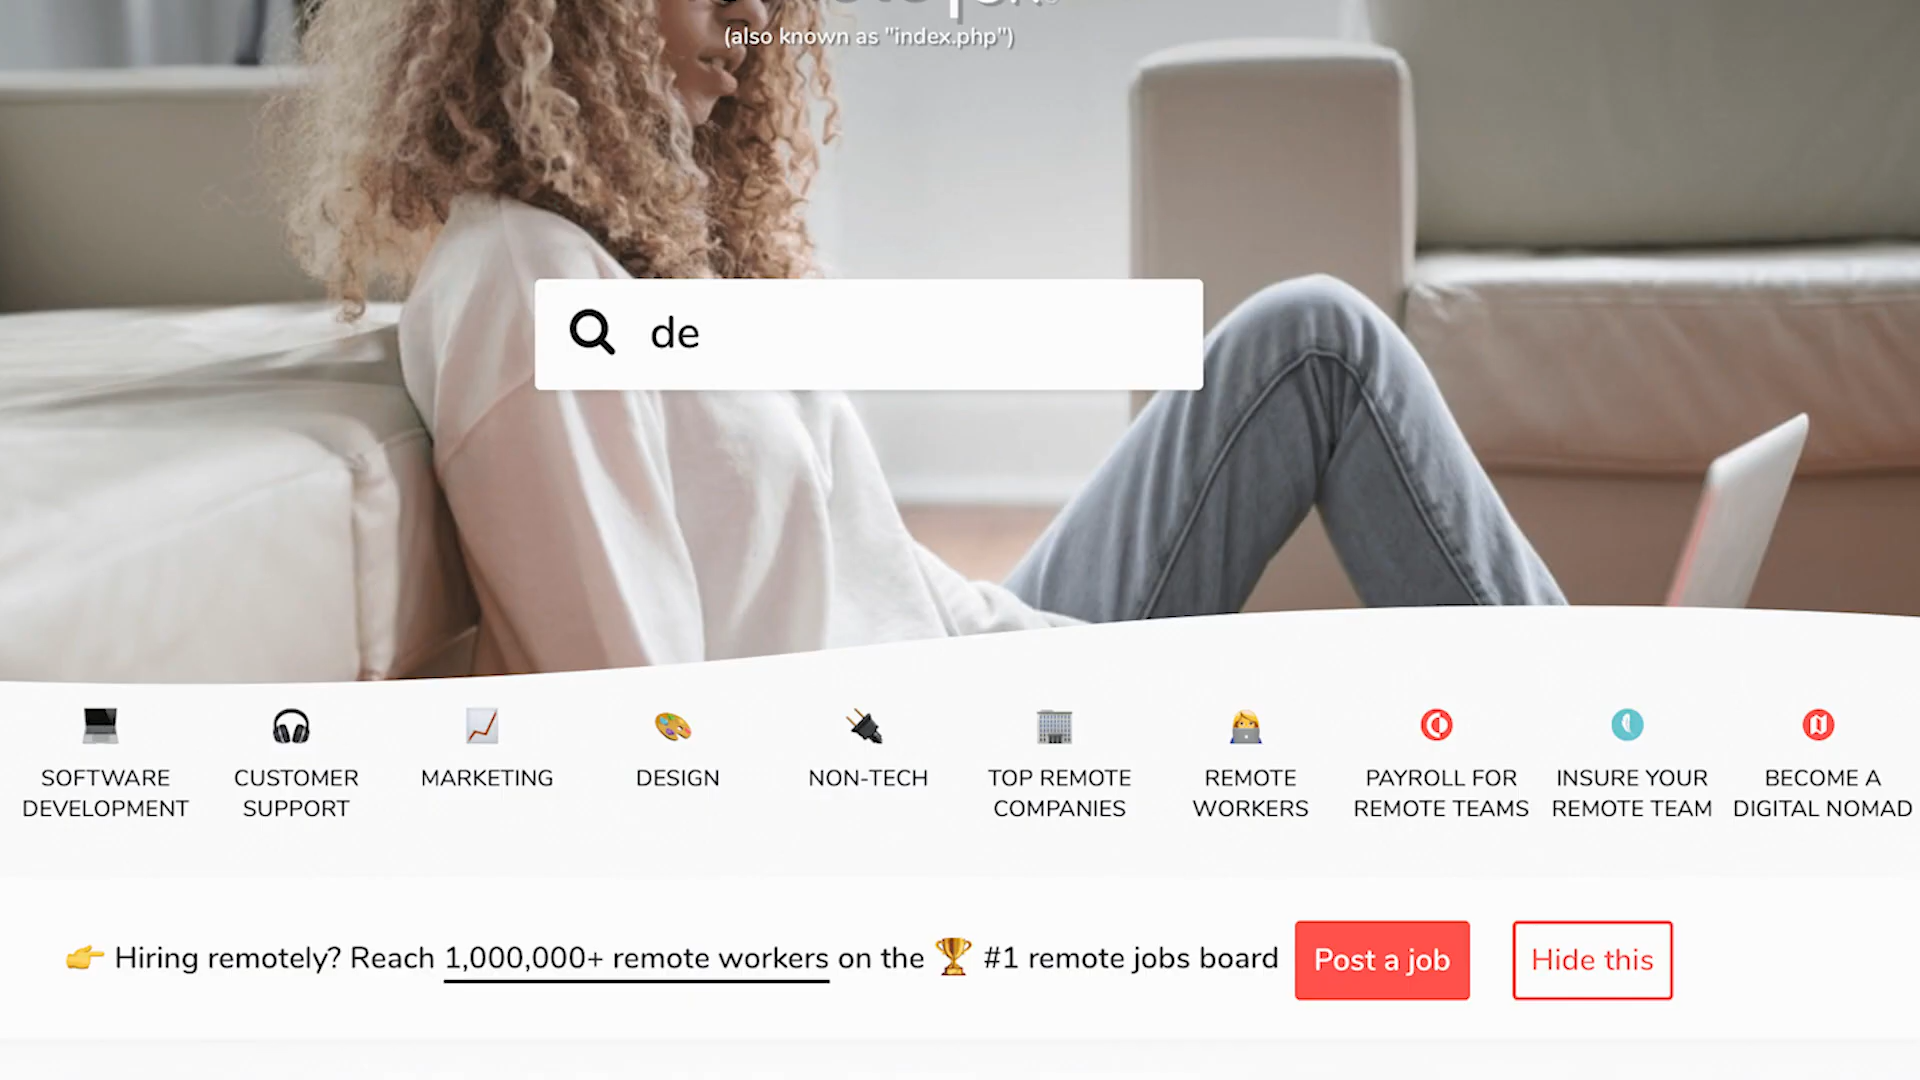 (also known as "index.php")
de
SOFTWARE DEVELOPMENT
CUSTOMER SUPPORT
MARKETING
DESIGN
NON-TECH
TOP REMOTE COMPANIES
REMOTE WORKERS
PAYROLL FOR REMOTE TEAMS
INSURE YOUR REMOTE TEAM
BECOME A DIGITAL NOMAD
👉 Hiring remotely? Reach 1,000,000+ remote workers on the 🏆 #1 remote jobs board
Post a job
Hide this